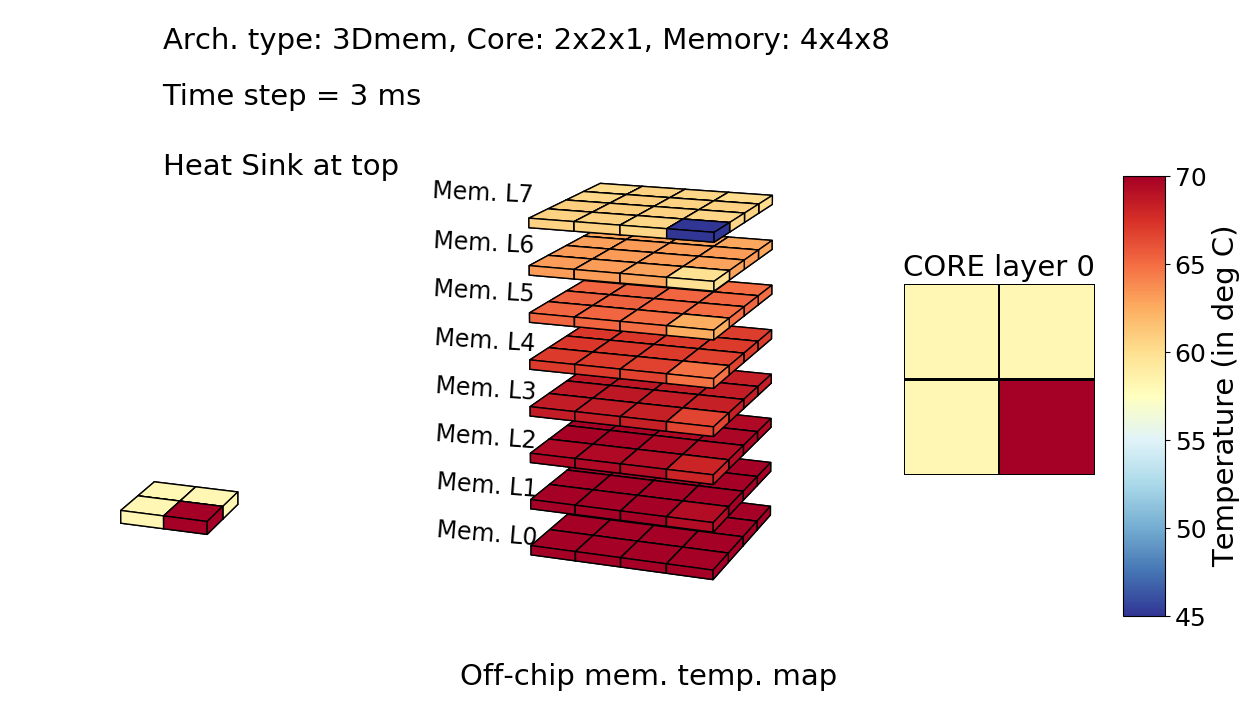 Arch. type: 3Dmem, Core: 2x2x1, Memory: 4x4x8
Time step = 3 ms
Heat Sink at top
Mem. L7
Mem. L6
Mem. L5
Mem. L4
Mem. L3
Mem. L2
Mem. L1
Mem. L0
CORE layer 0
70
65
60
55
50
45
Temperature (in deg C)
Off-chip mem. temp. map